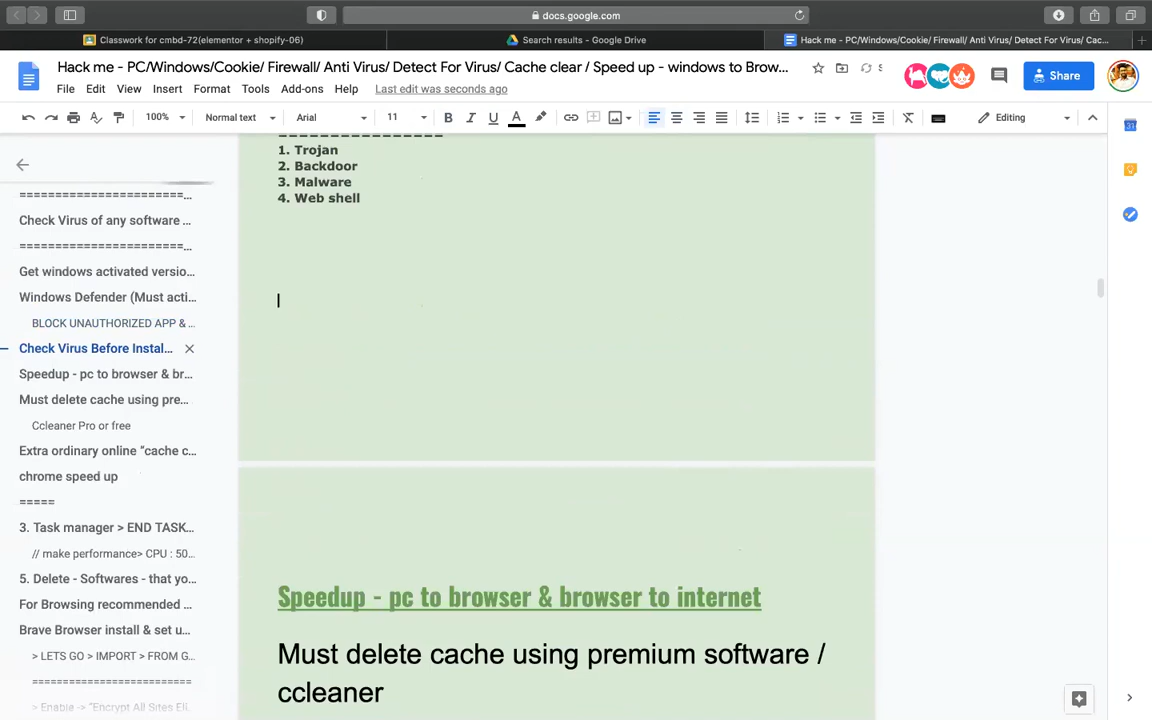 docs.google.com
Classwork for cmbd-72(elementor + shopify-06)
Search results - Google Drive
Hack me - PC/Windows/Cookie/ Firewall/ Anti Virus/ Detect For Virus/ Cac...
Hack me - PC/Windows/Cookie/ Firewall/ Anti Virus/ Detect For Virus/ Cache clear / Speed up - windows to Brow...
S
File Edit View Insert Format Tools Add-ons Help Last edit was seconds ago
Share
100% Normal text Arial 11 B I U A Editing
=================
1. Trojan
2. Backdoor
3. Malware
4. Web shell
=======================...
Check Virus of any software ...
=======================...
Get windows activated versio...
Windows Defender (Must acti...
BLOCK UNAUTHORIZED APP & ...
Check Virus Before Instal...
Speedup - pc to browser & br...
Must delete cache using pre...
Ccleaner Pro or free
Extra ordinary online “cache c...
chrome speed up
=====
3. Task manager > END TASK...
// make performance> CPU : 50...
5. Delete - Softwares - that yo...
For Browsing recommended ...
Brave Browser install & set u...
> LETS GO > IMPORT > FROM G...
=========================
> Enable -> “Encrypt All Sites Eli...
Speedup - pc to browser & browser to internet
Must delete cache using premium software /
ccleaner
31